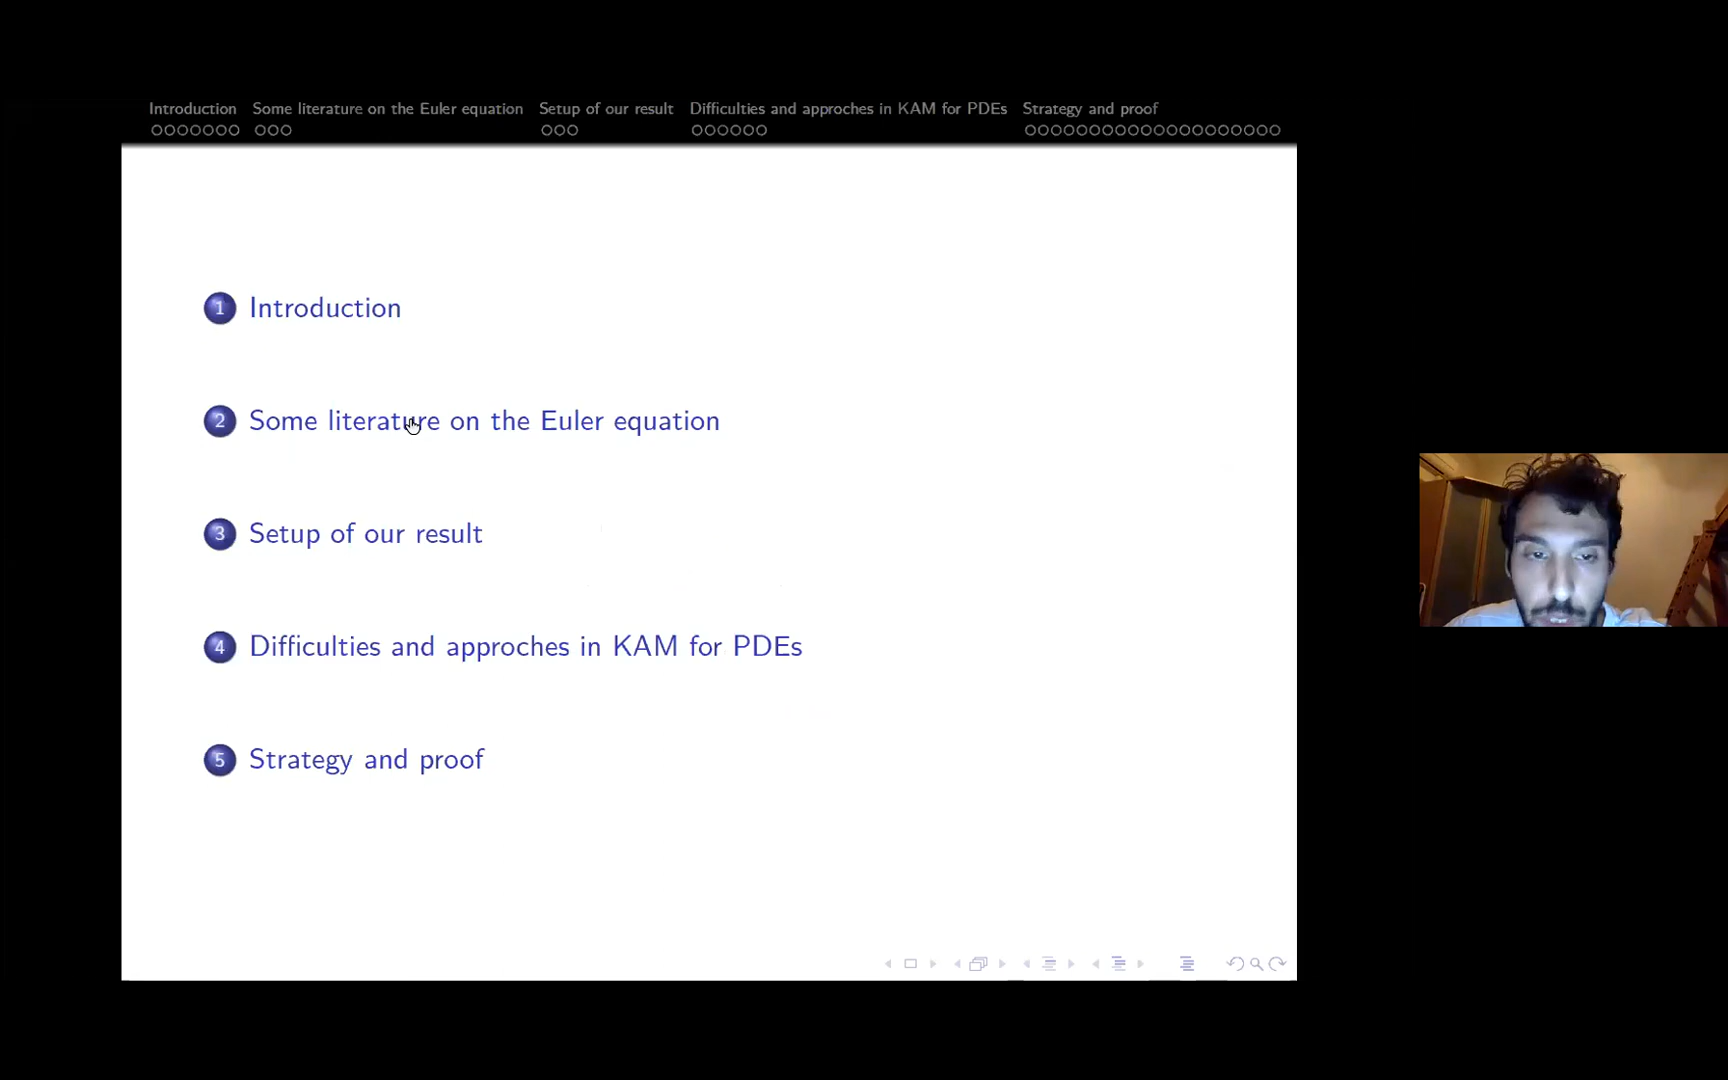 Introduction Some literature on the Euler equation Setup of our result Difficulties and approches in KAM for PDEs Strategy and proof
1 Introduction
2 Some literature on the Euler equation
3 Setup of our result
4 Difficulties and approches in KAM for PDEs
5 Strategy and proof